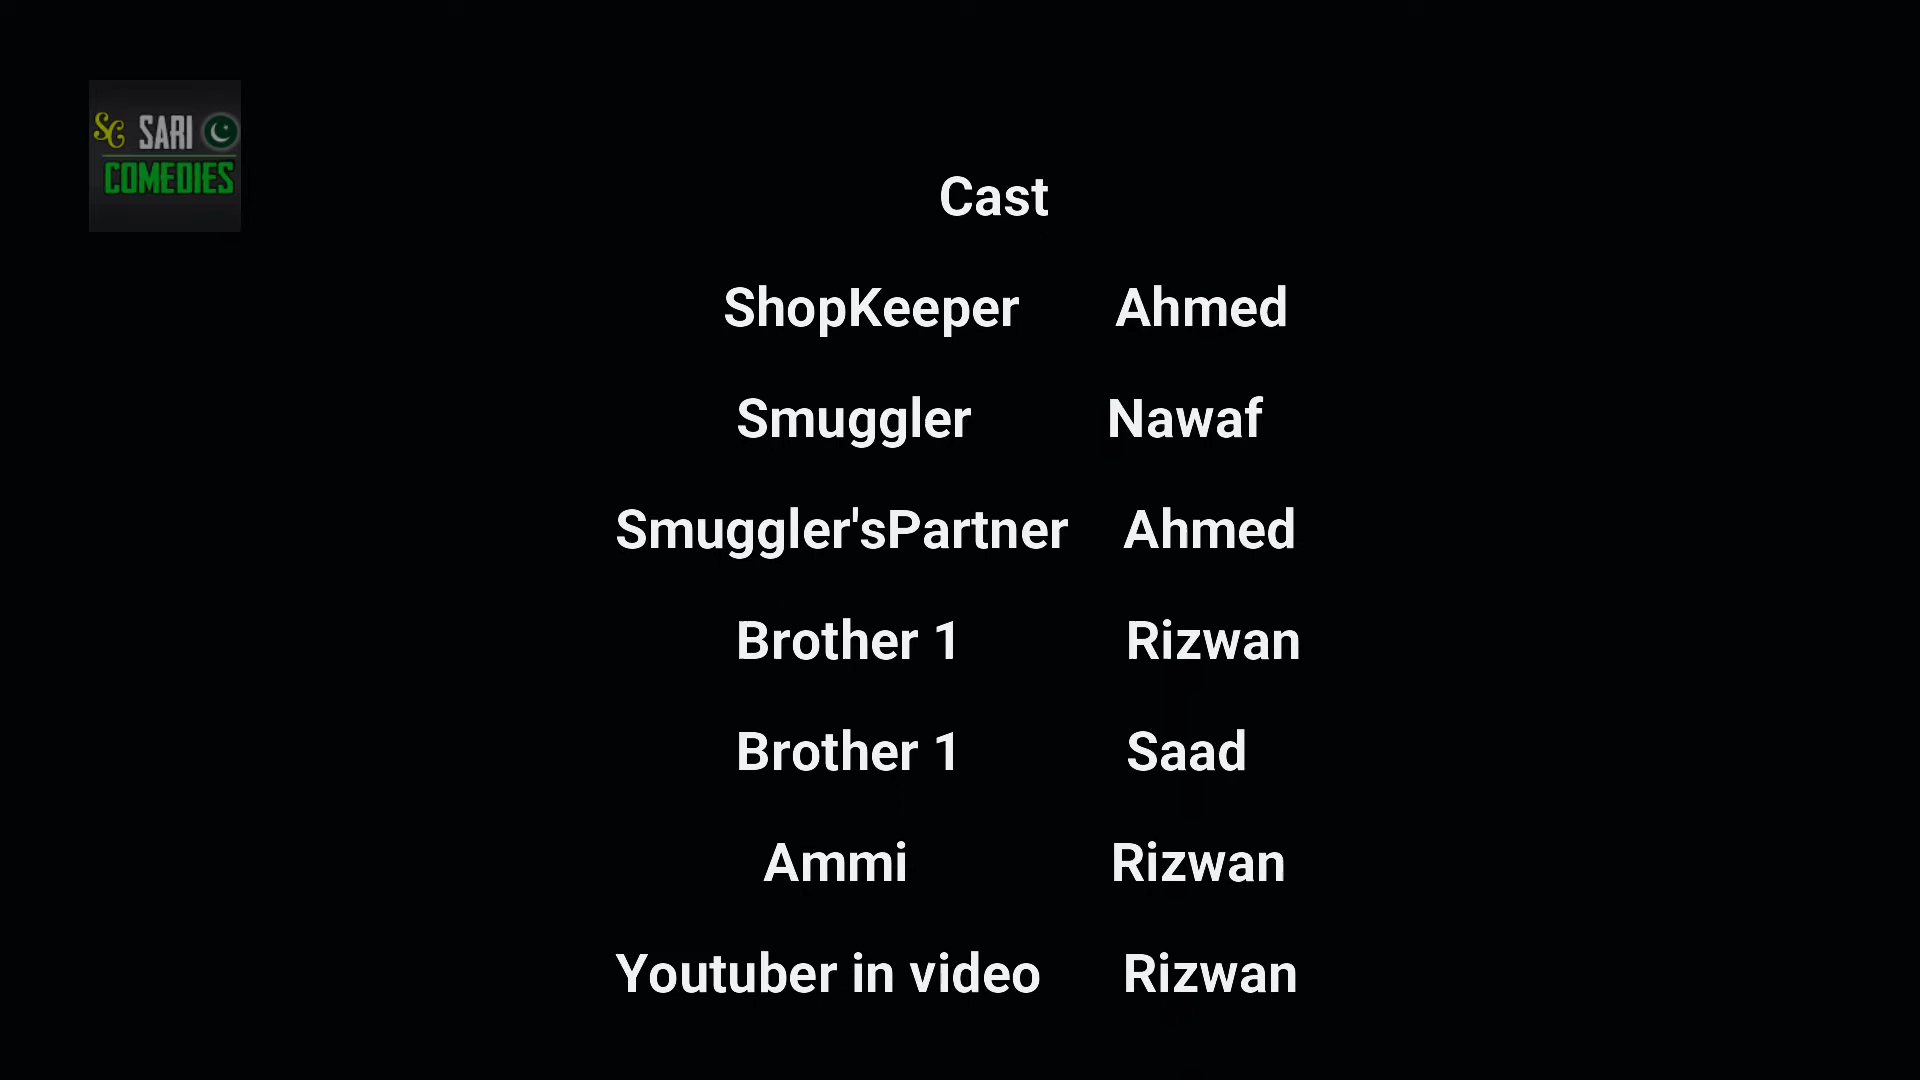 SC SARI
COMEDIES
Cast
ShopKeeper Ahmed
Smuggler Nawaf
Smuggler'sPartner Ahmed
Brother 1 Rizwan
Brother 1 Saad
Ammi Rizwan
Youtuber in video Rizwan